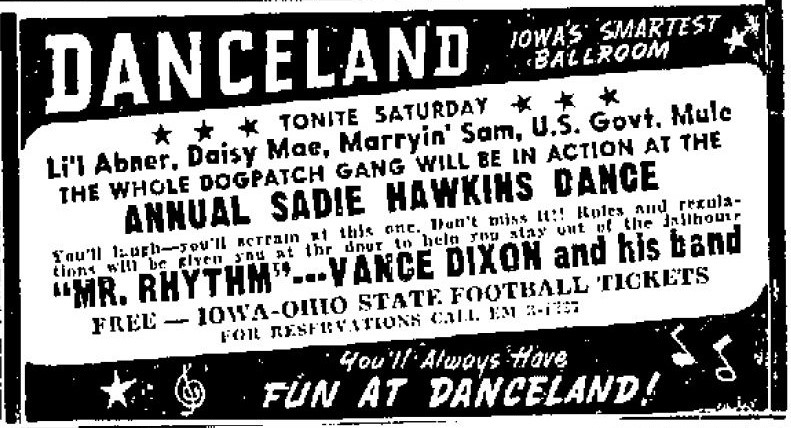 DANCELAND
IOWA'S SMARTEST
BALLROOM
TONITE SATURDAY
Li'l Abner, Daisy Mae, Marryin' Sam, U.S. Govt. Mule
THE WHOLE DOGPATCH GANG WILL BE IN ACTION AT THE
ANNUAL SADIE HAWKINS DANCE
You'll laugh—you'll scream at this one. Don't miss it!! Rules and regula-
tions will be given you at the door to help you stay out of the Jailhouse
"MR. RHYTHM"---VANCE DIXON and his band
FREE — IOWA-OHIO STATE FOOTBALL TICKETS
FOR RESERVATIONS CALL EM
You'll Always Have
FUN AT DANCELAND!